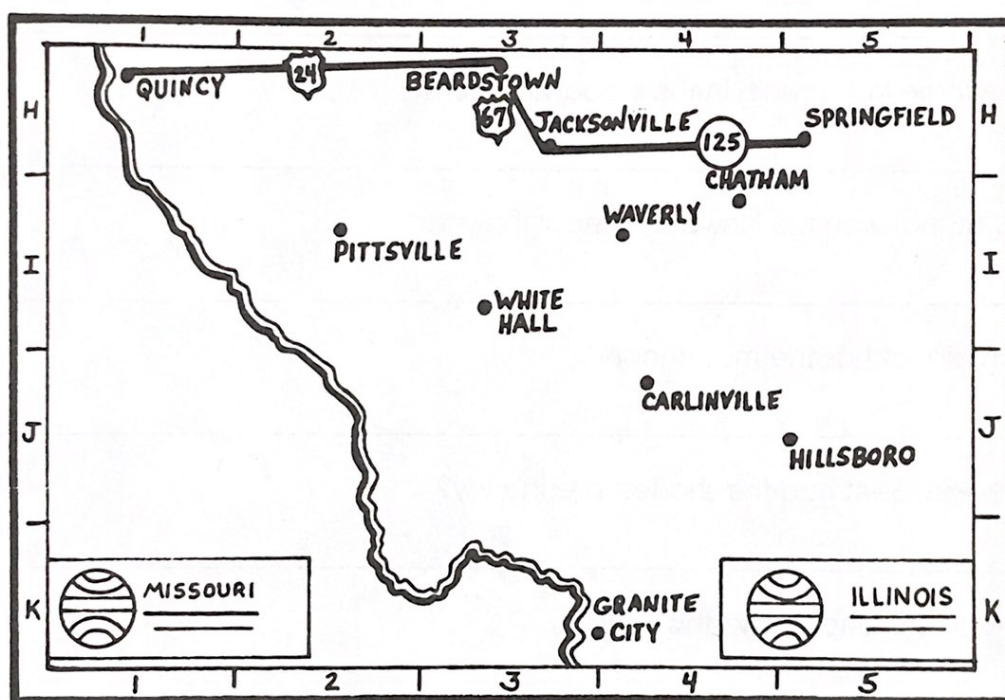 1 2 3 4 5
H H
QUINCY
24
BEARDSTOWN
67
JACKSONVILLE
125
SPRINGFIELD
CHATHAM
WAVERLY
I I
PITTSVILLE
WHITE
HALL
CARLINVILLE
J J
HILLSBORO
K K
MISSOURI
GRANITE
CITY
ILLINOIS
1 2 3 4 5